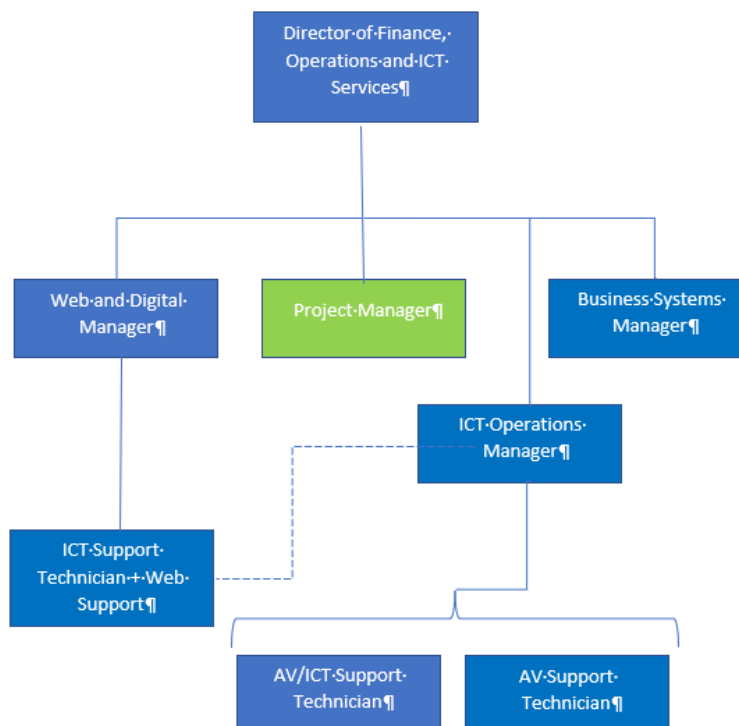 Director·of·Finance,·
Operations·and·ICT·
Services¶
Web·and·Digital·
Manager¶
Project·Manager¶
Business·Systems·
Manager¶
ICT·Operations·
Manager¶
ICT·Support·
Technician·+·Web·
Support¶
AV/ICT·Support·
Technician¶
AV·Support·
Technician¶